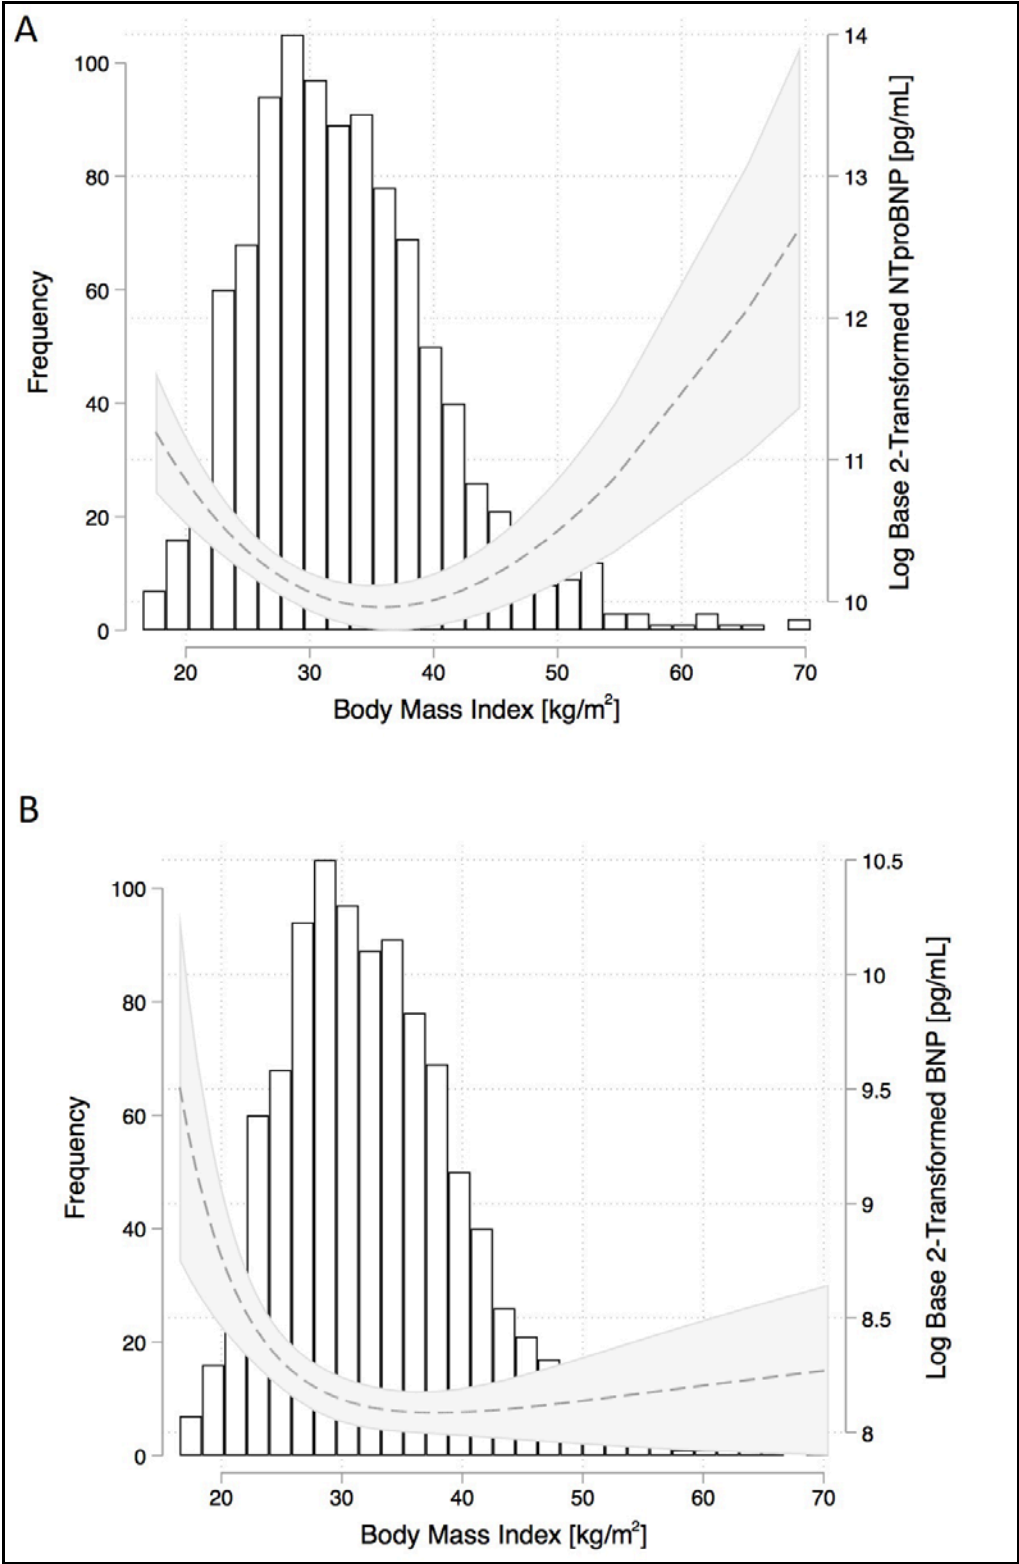 A
14
100
13
80
12
60
11
40
20
10
0
20 30 40 50 60 70
Frequency
Log Base 2-Transformed NTproBNP [pg/mL]
Body Mass Index [kg/m²]
B
10.5
100
10
80
9.5
60
9
40
8.5
20
8
0
20 30 40 50 60 70
Frequency
Log Base 2-Transformed BNP [pg/mL]
Body Mass Index [kg/m²]